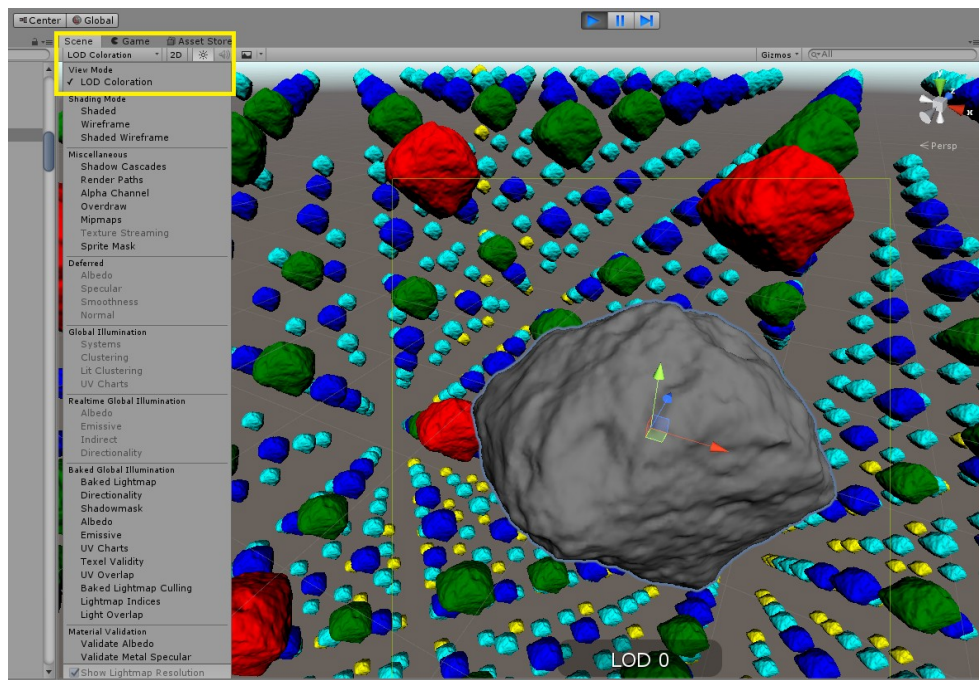 Center Global
Scene Game Asset Store
LOD Coloration 2D Gizmos All
View Mode
✓ LOD Coloration
Shading Mode
Shaded
Wireframe
Shaded Wireframe
Miscellaneous
Shadow Cascades
Render Paths
Alpha Channel
Overdraw
Mipmaps
Texture Streaming
Sprite Mask
Deferred
Albedo
Specular
Smoothness
Normal
Global Illumination
Systems
Clustering
Lit Clustering
UV Charts
Realtime Global Illumination
Albedo
Emissive
Indirect
Directionality
Baked Global Illumination
Baked Lightmap
Directionality
Shadowmask
Albedo
Emissive
UV Charts
Texel Validity
UV Overlap
Baked Lightmap Culling
Lightmap Indices
Light Overlap
Material Validation
Validate Albedo
Validate Metal Specular
Show Lightmap Resolution
x
Persp
LOD 0